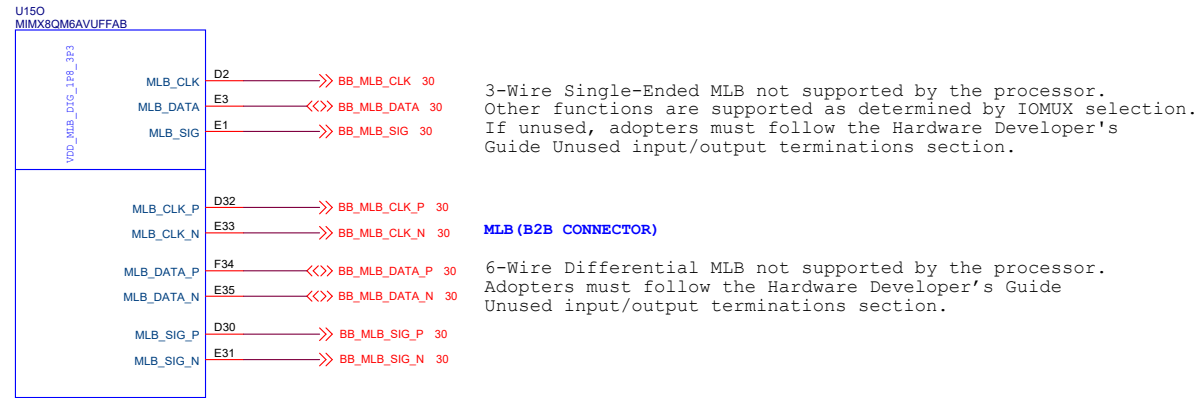 U15O
MIMX8QM6AVUFFAB
VDD_MLB_DIG_1P8_3P3
MLB_CLK D2 BB_MLB_CLK 30
MLB_DATA E3 BB_MLB_DATA 30
MLB_SIG E1 BB_MLB_SIG 30
3-Wire Single-Ended MLB not supported by the processor.
Other functions are supported as determined by IOMUX selection.
If unused, adopters must follow the Hardware Developer's
Guide Unused input/output terminations section.
MLB_CLK_P D32 BB_MLB_CLK_P 30
MLB_CLK_N E33 BB_MLB_CLK_N 30
MLB(B2B CONNECTOR)
MLB_DATA_P F34 BB_MLB_DATA_P 30
MLB_DATA_N E35 BB_MLB_DATA_N 30
6-Wire Differential MLB not supported by the processor.
Adopters must follow the Hardware Developer’s Guide
Unused input/output terminations section.
MLB_SIG_P D30 BB_MLB_SIG_P 30
MLB_SIG_N E31 BB_MLB_SIG_N 30